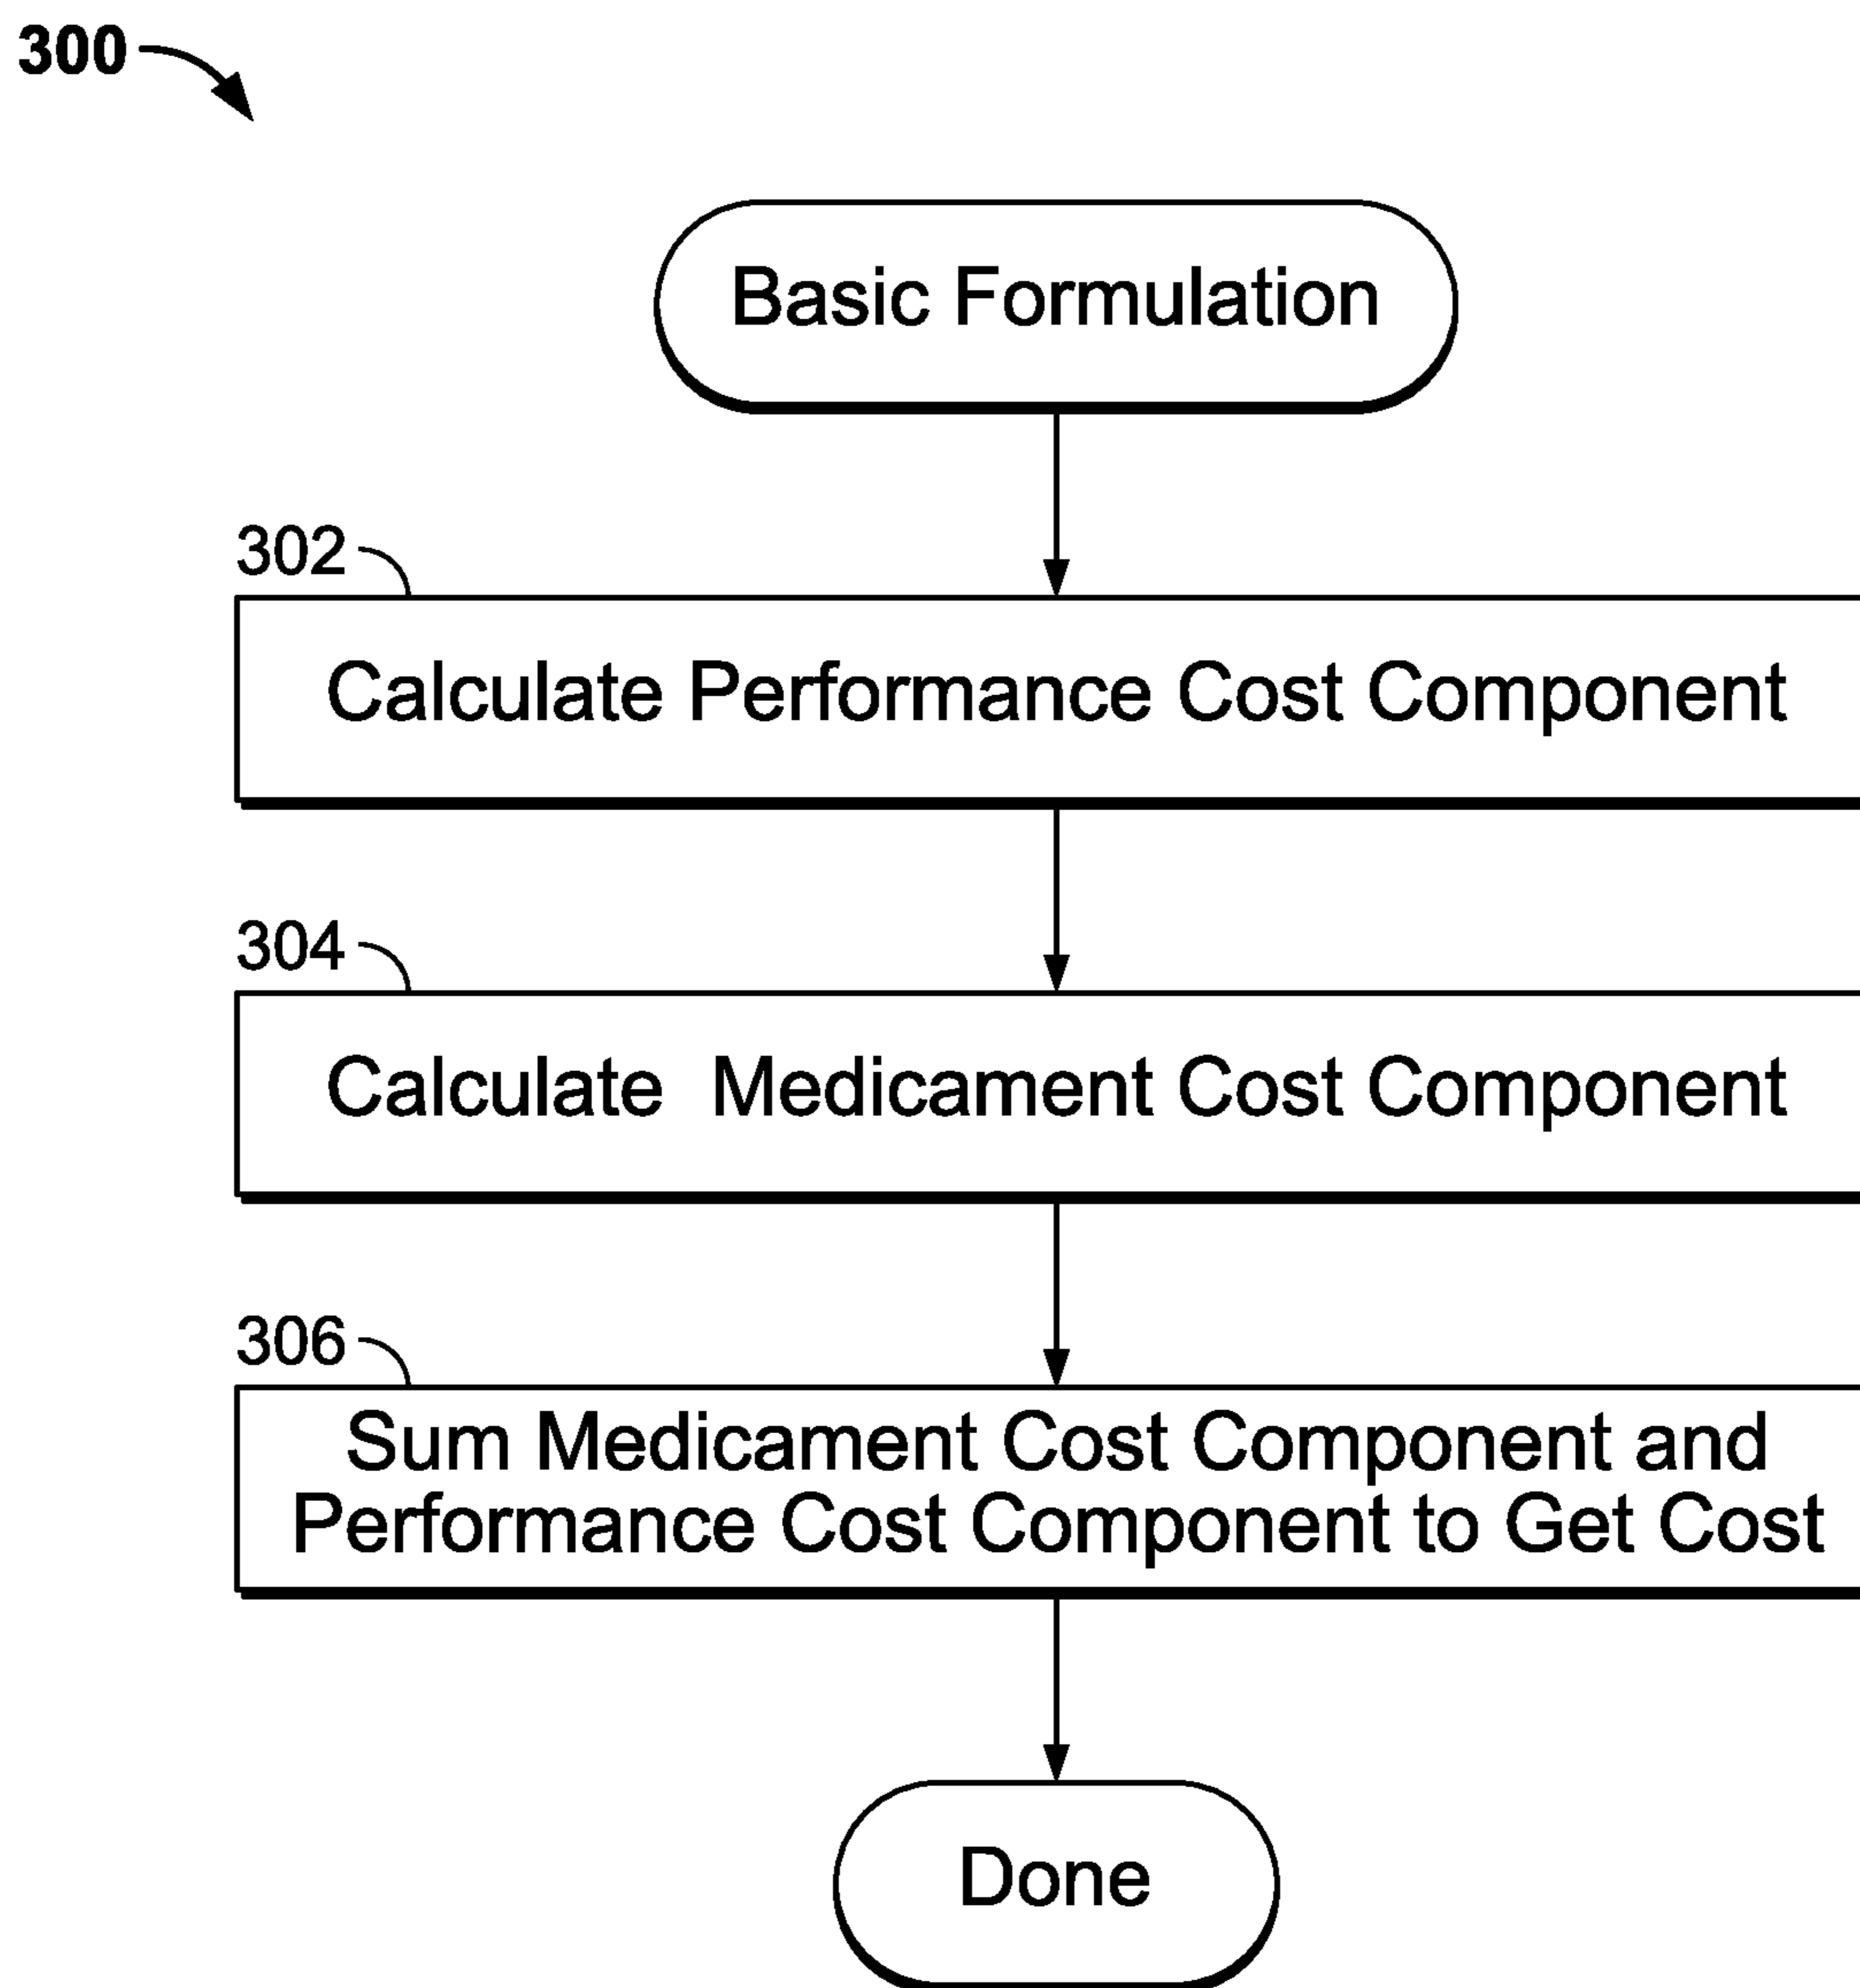 300
Basic Formulation
302
Calculate Performance Cost Component
304
Calculate Medicament Cost Component
306
Sum Medicament Cost Component and
Performance Cost Component to Get Cost
Done